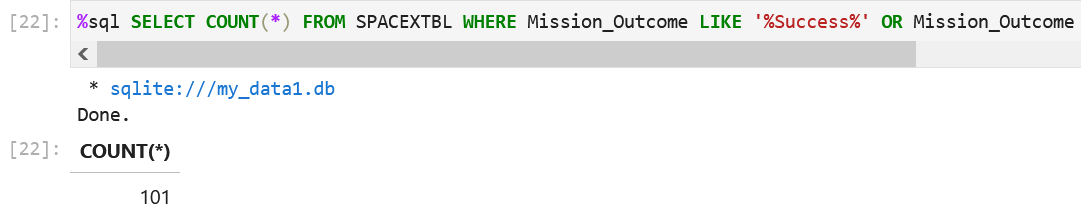 [22]: %sql SELECT COUNT(*) FROM SPACEXTBL WHERE Mission_Outcome LIKE '%Success%' OR Mission_Outcome
* sqlite:///my_data1.db
Done.
[22]: COUNT(*)
101